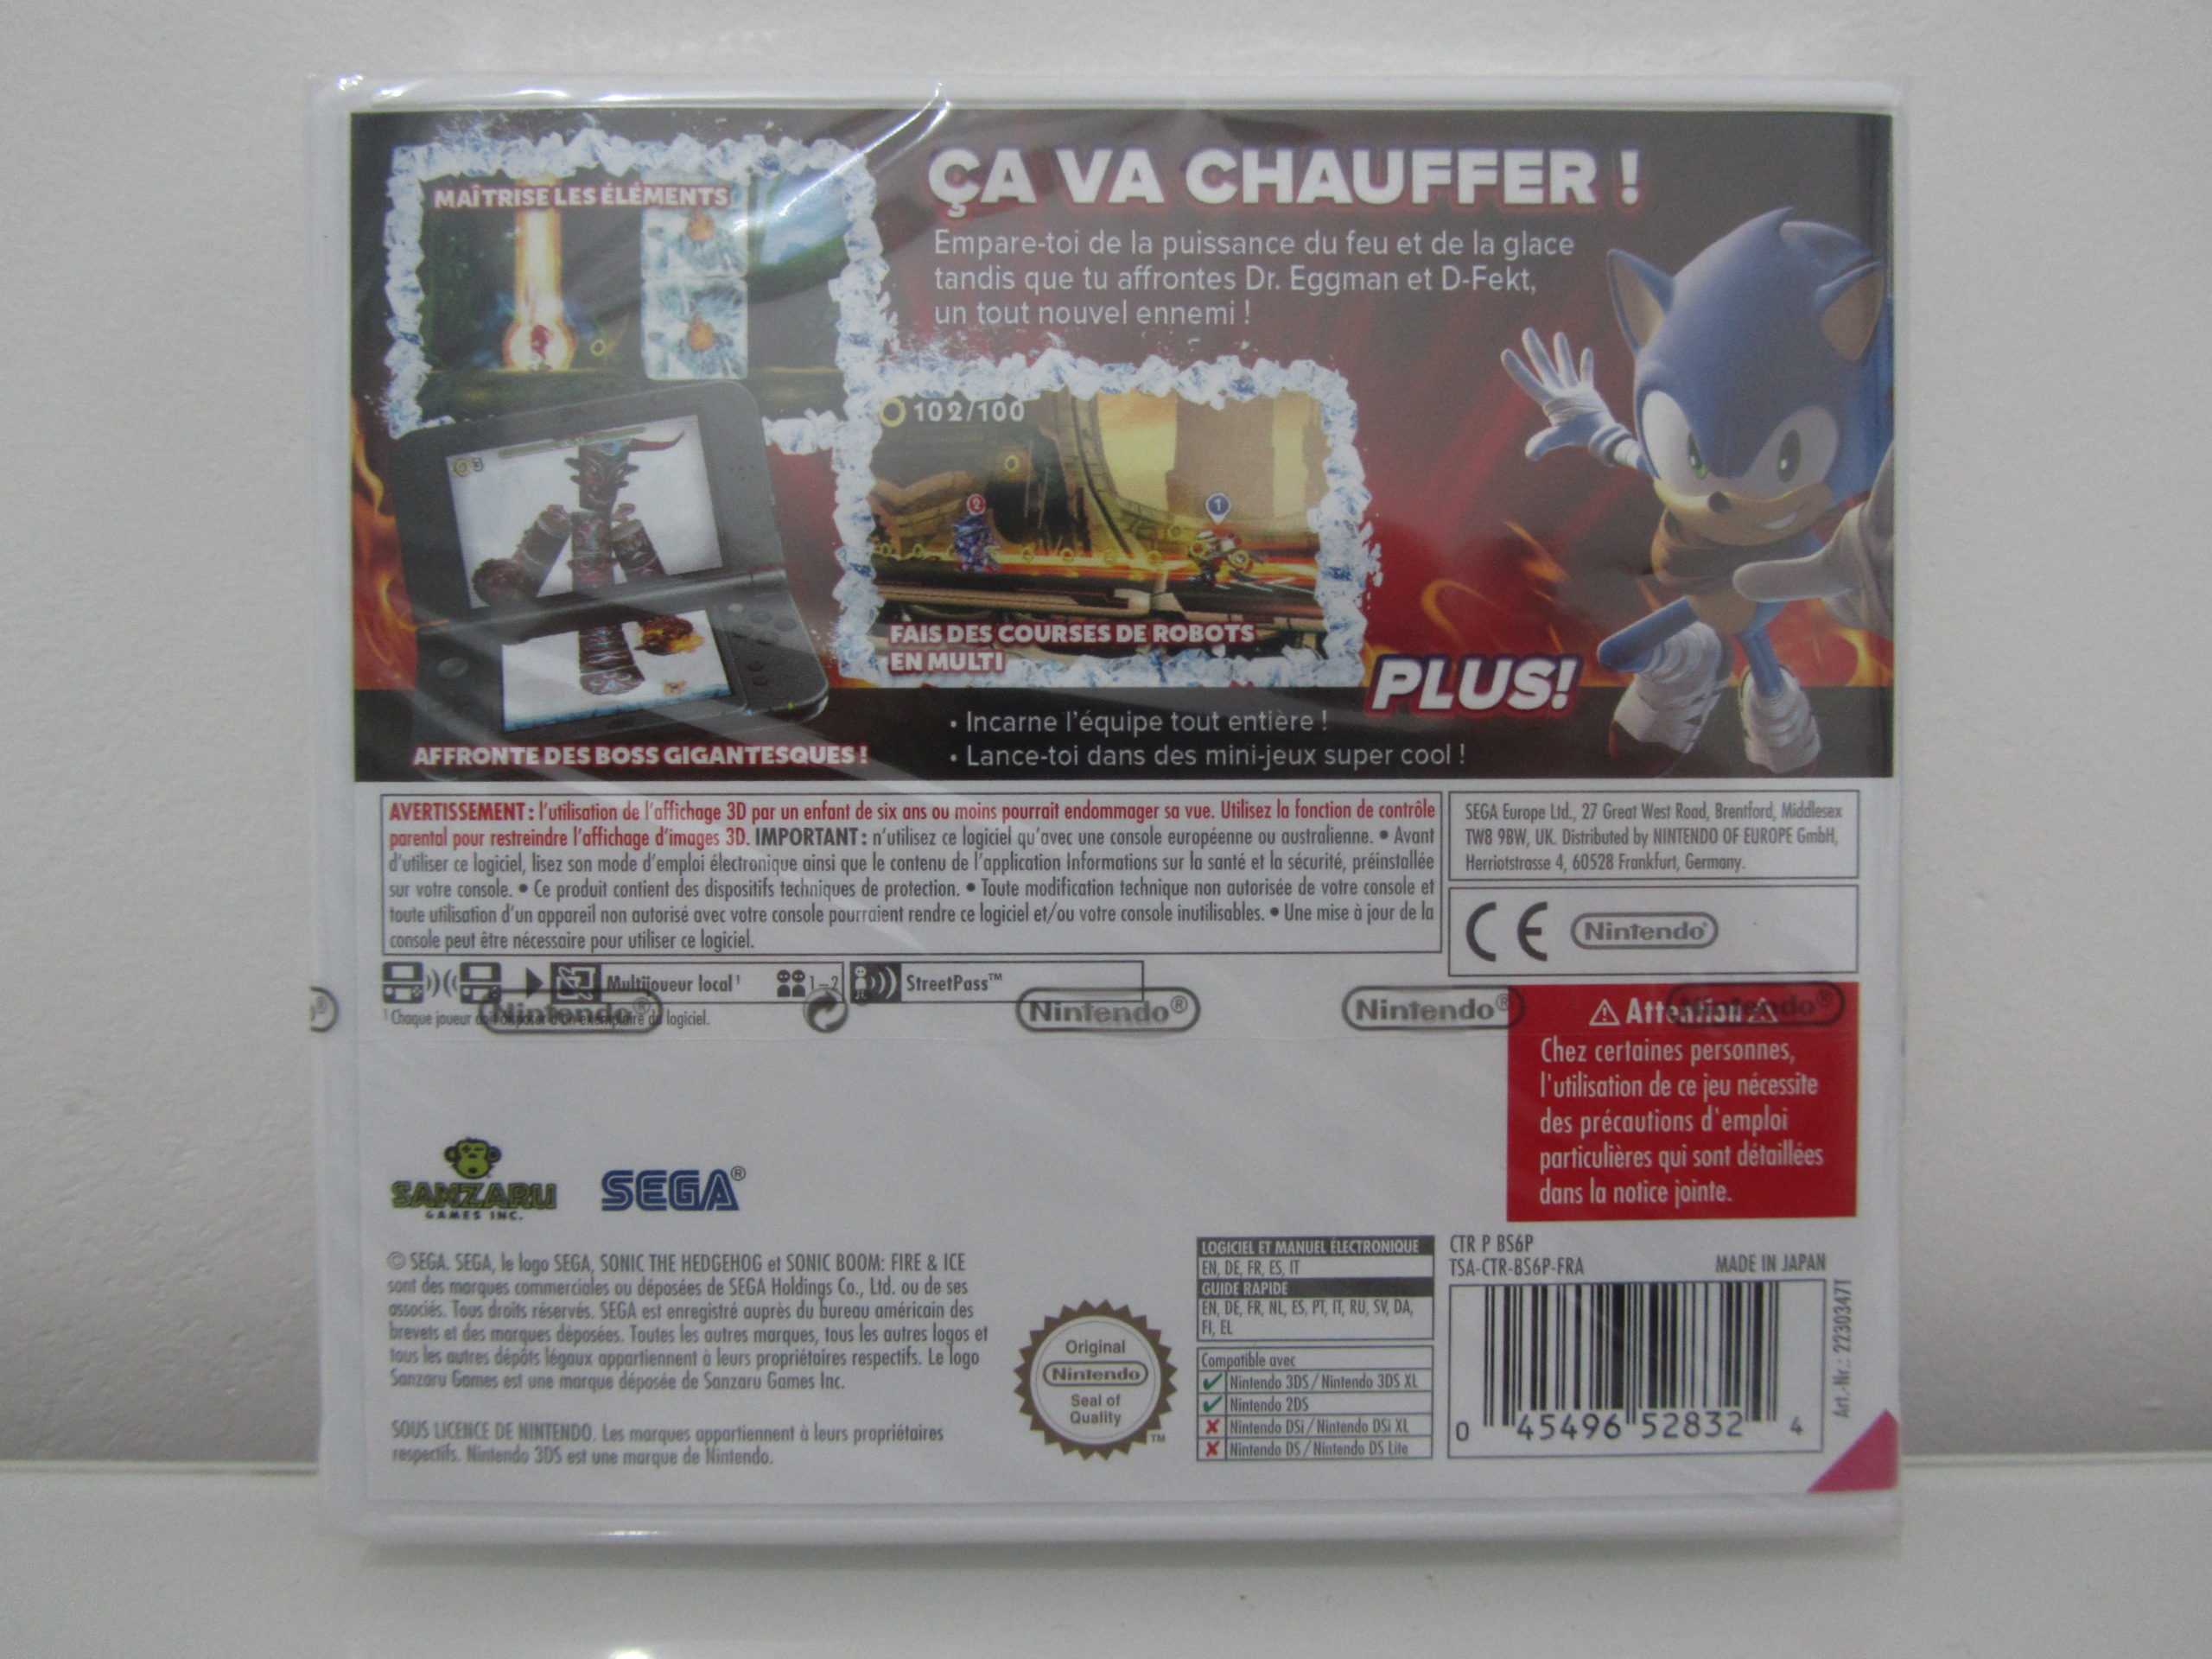 MAÎTRISE LES ÉLÉMENTS
ÇA VA CHAUFFER !
Empare-toi de la puissance du feu et de la glace
tandis que tu affrontes Dr. Eggman et D-Fekt,
un tout nouvel ennemi !
102/100
2
1
FAIS DES COURSES DE ROBOTS
EN MULTI
PLUS!
• Incarne l'équipe tout entière !
• Lance-toi dans des mini-jeux super cool !
AFFRONTE DES BOSS GIGANTESQUES !
AVERTISSEMENT : l'utilisation de l'affichage 3D par un enfant de six ans ou moins pourrait endommager sa vue. Utilisez la fonction de contrôle
parental pour restreindre l'affichage d'images 3D. IMPORTANT : n'utilisez ce logiciel qu'avec une console européenne ou australienne. • Avant
d'utiliser ce logiciel, lisez son mode d'emploi électronique ainsi que le contenu de l'application Informations sur la santé et la sécurité, préinstallée
sur votre console. • Ce produit contient des dispositifs techniques de protection. • Toute modification technique non autorisée de votre console et
toute utilisation d'un appareil non autorisé avec votre console pourraient rendre ce logiciel et/ou votre console inutilisables. • Une mise à jour de la
console peut être nécessaire pour utiliser ce logiciel.
SEGA Europe Ltd., 27 Great West Road, Brentford, Middlesex
TW8 9BW, UK. Distributed by NINTENDO OF EUROPE GmbH,
Herriotstrasse 4, 60528 Frankfurt, Germany.
CE Nintendo®
Multijoueur local¹ 1–2 StreetPass™
¹ Chaque joueur doit disposer d'un exemplaire du logiciel.
Nintendo® Nintendo® Nintendo® Nintendo®
Attention
Chez certaines personnes,
l'utilisation de ce jeu nécessite
des précautions d'emploi
particulières qui sont détaillées
dans la notice jointe.
SANZARU
GAMES INC.
SEGA®
© SEGA. SEGA, le logo SEGA, SONIC THE HEDGEHOG et SONIC BOOM: FIRE & ICE
sont des marques commerciales ou déposées de SEGA Holdings Co., Ltd. ou de ses
associés. Tous droits réservés. SEGA est enregistré auprès du bureau américain des
brevets et des marques déposées. Toutes les autres marques, tous les autres logos et
tous les autres dépôts légaux appartiennent à leurs propriétaires respectifs. Le logo
Sanzaru Games est une marque déposée de Sanzaru Games Inc.
SOUS LICENCE DE NINTENDO. Les marques appartiennent à leurs propriétaires
respectifs. Nintendo 3DS est une marque de Nintendo.
Original
Nintendo
Seal of
Quality
TM
LOGICIEL ET MANUEL ÉLECTRONIQUE
EN, DE, FR, ES, IT
GUIDE RAPIDE
EN, DE, FR, NL, ES, PT, IT, RU, SV, DA,
FI, EL
Compatible avec
Nintendo 3DS / Nintendo 3DS XL
Nintendo 2DS
Nintendo DSi / Nintendo DSi XL
Nintendo DS / Nintendo DS Lite
CTR P BS6P
TSA-CTR-BS6P-FRA
MADE IN JAPAN
0 45496 52832 4
Art.-Nr.: 2230347T